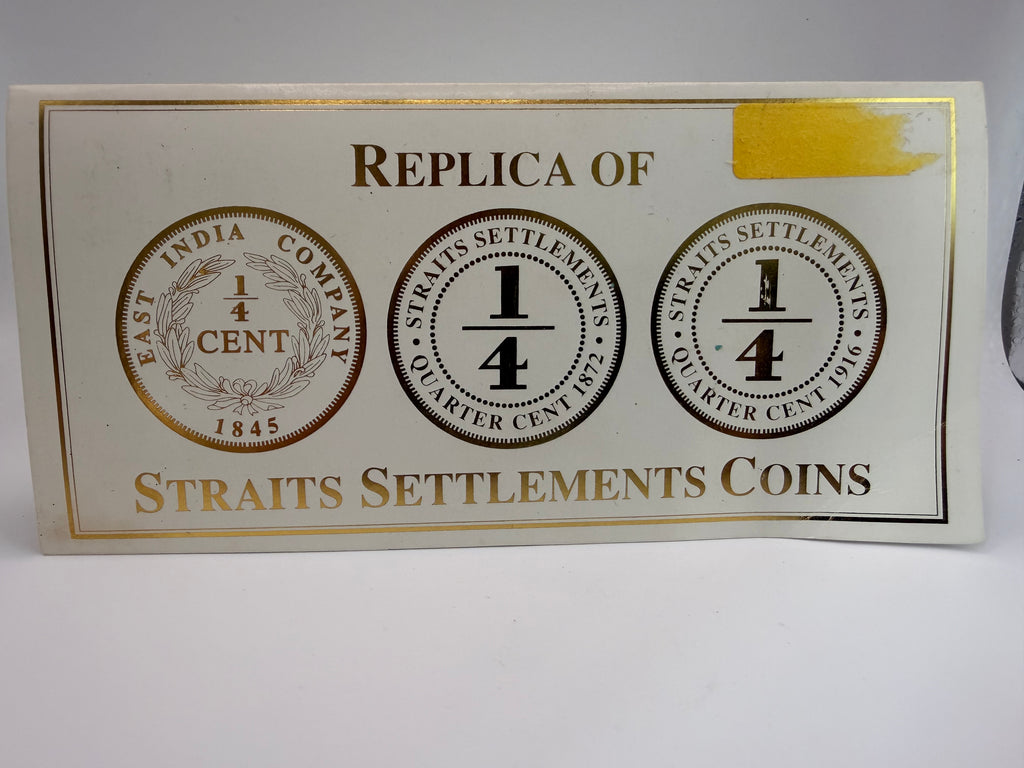 REPLICA OF
EAST INDIA COMPANY
1/4
CENT
1845
STRAITS SETTLEMENTS
1/4
• QUARTER CENT 1872 •
STRAITS SETTLEMENTS
1/4
• QUARTER CENT 1916 •
STRAITS SETTLEMENTS COINS